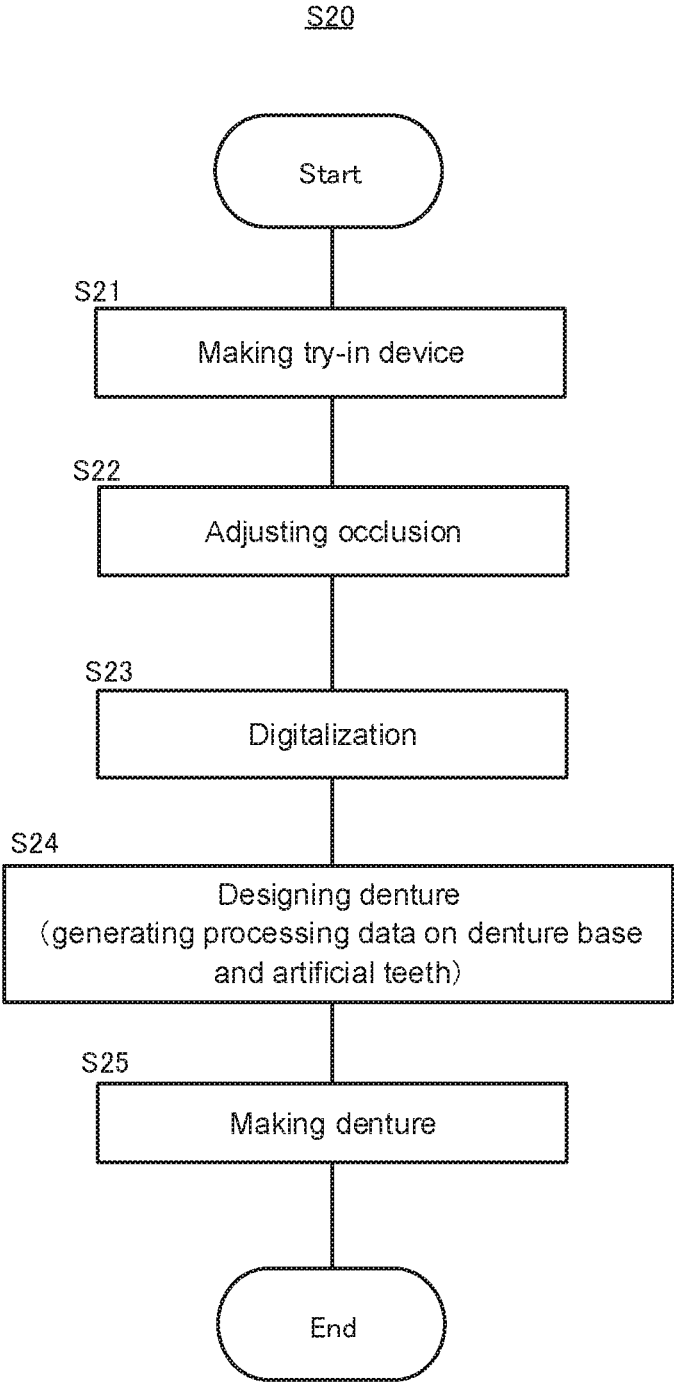 S20
Start
S21
Making try-in device
S22
Adjusting occlusion
S23
Digitalization
S24
Designing denture
（generating processing data on denture base
and artificial teeth）
S25
Making denture
End